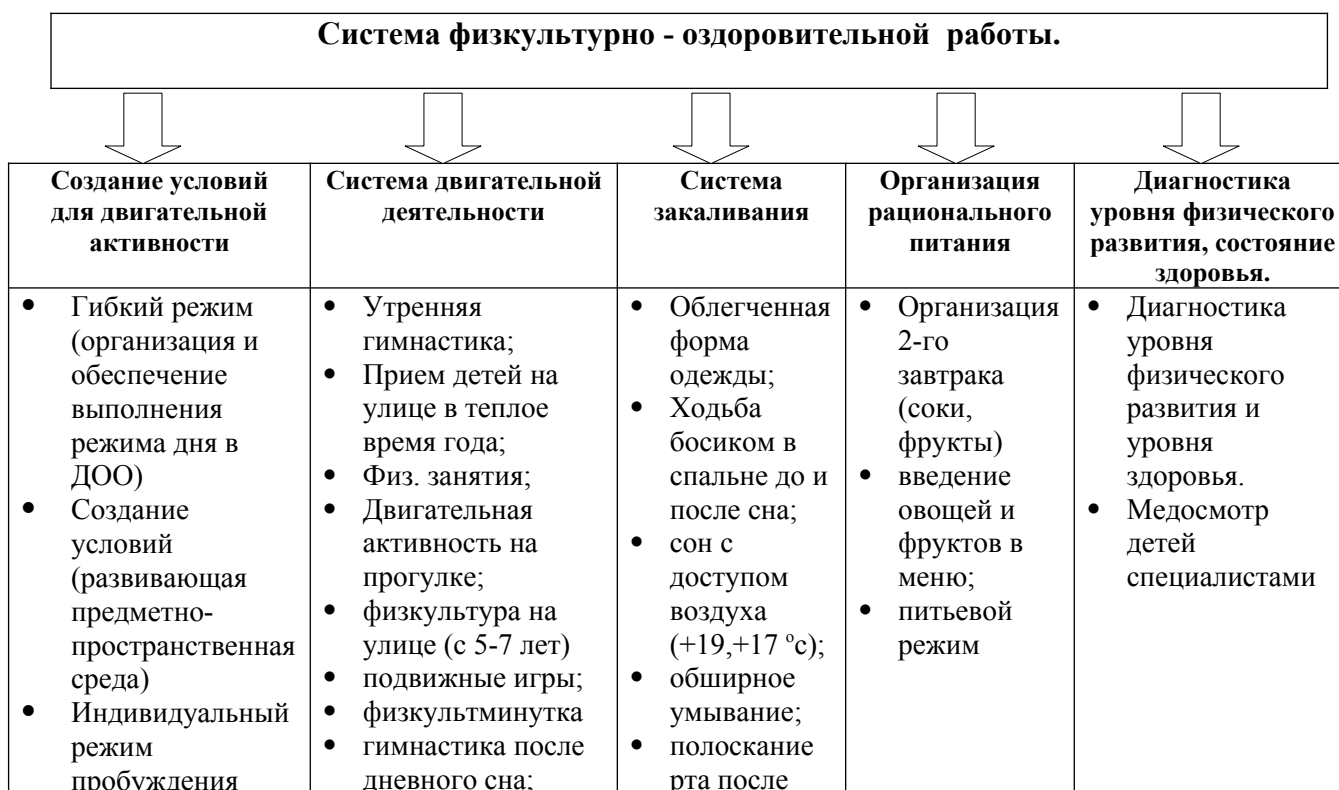 Система физкультурно - оздоровительной  работы.
Создание условий
для двигательной
активности
Система двигательной
деятельности
Система
закаливания
Организация
рационального
питания
Диагностика
уровня физического
развития, состояние
здоровья.
• Гибкий режим
(организация и
обеспечение
выполнения
режима дня в
ДОО)
• Создание
условий
(развивающая
предметно-
пространственная
среда)
• Индивидуальный
режим
пробуждения
• Утренняя
гимнастика;
• Прием детей на
улице в теплое
время года;
• Физ. занятия;
• Двигательная
активность на
прогулке;
• физкультура на
улице (с 5-7 лет)
• подвижные игры;
• физкультминутка
• гимнастика после
дневного сна;
• Облегченная
форма
одежды;
• Ходьба
босиком в
спальне до и
после сна;
• сон с
доступом
воздуха
(+19,+17 °с);
• обширное
умывание;
• полоскание
рта после
• Организация
2-го
завтрака
(соки,
фрукты)
• введение
овощей и
фруктов в
меню;
• питьевой
режим
• Диагностика
уровня
физического
развития и
уровня
здоровья.
• Медосмотр
детей
специалистами